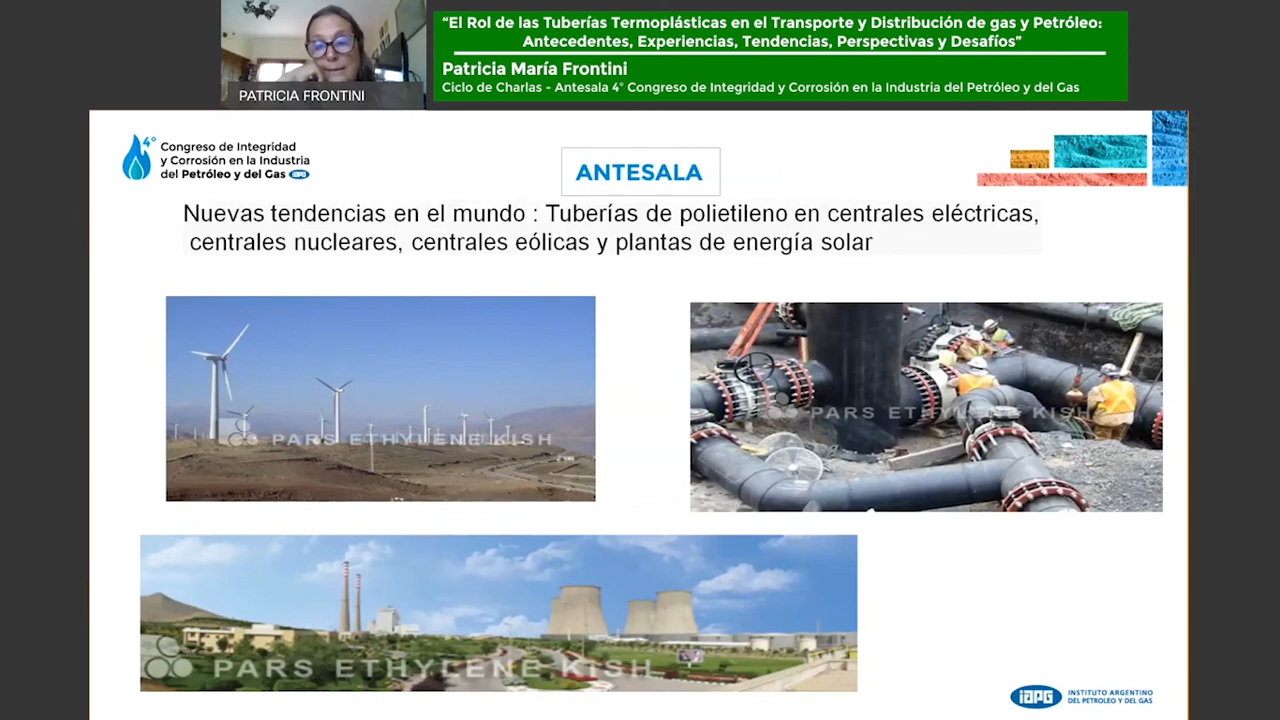 “El Rol de las Tuberías Termoplásticas en el Transporte y Distribución de gas y Petróleo:
Antecedentes, Experiencias, Tendencias, Perspectivas y Desafíos”
Patricia María Frontini
Ciclo de Charlas - Antesala 4° Congreso de Integridad y Corrosión en la Industria del Petróleo y del Gas
PATRICIA FRONTINI
4° Congreso de Integridad
y Corrosión en la Industria
del Petróleo y del Gas IAPG
ANTESALA
Nuevas tendencias en el mundo : Tuberías de polietileno en centrales eléctricas,
centrales nucleares, centrales eólicas y plantas de energía solar
PARS ETHYLENE KISH
PARS ETHYLENE KISH
PARS ETHYLENE KISH
IAPG INSTITUTO ARGENTINO
DEL PETROLEO Y DEL GAS